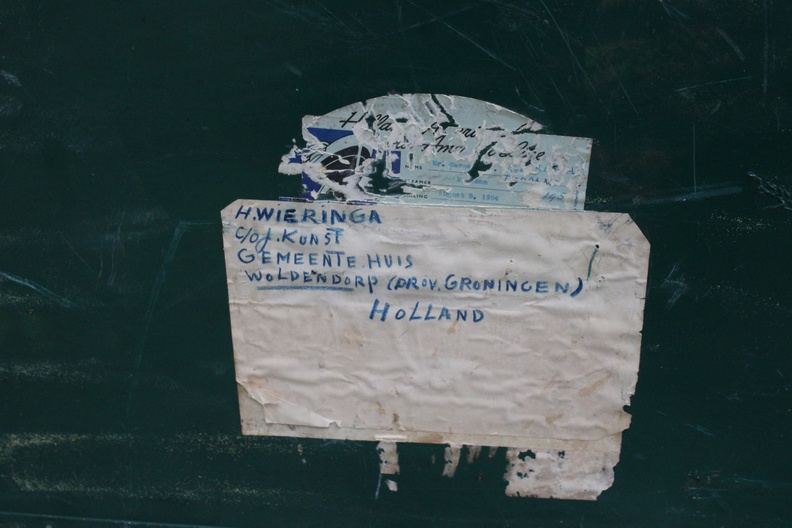 H. WIERINGA
C/O J. KUNST
GEMEENTE HUIS
WOLDENDORP (PROV. GRONINGEN)
HOLLAND